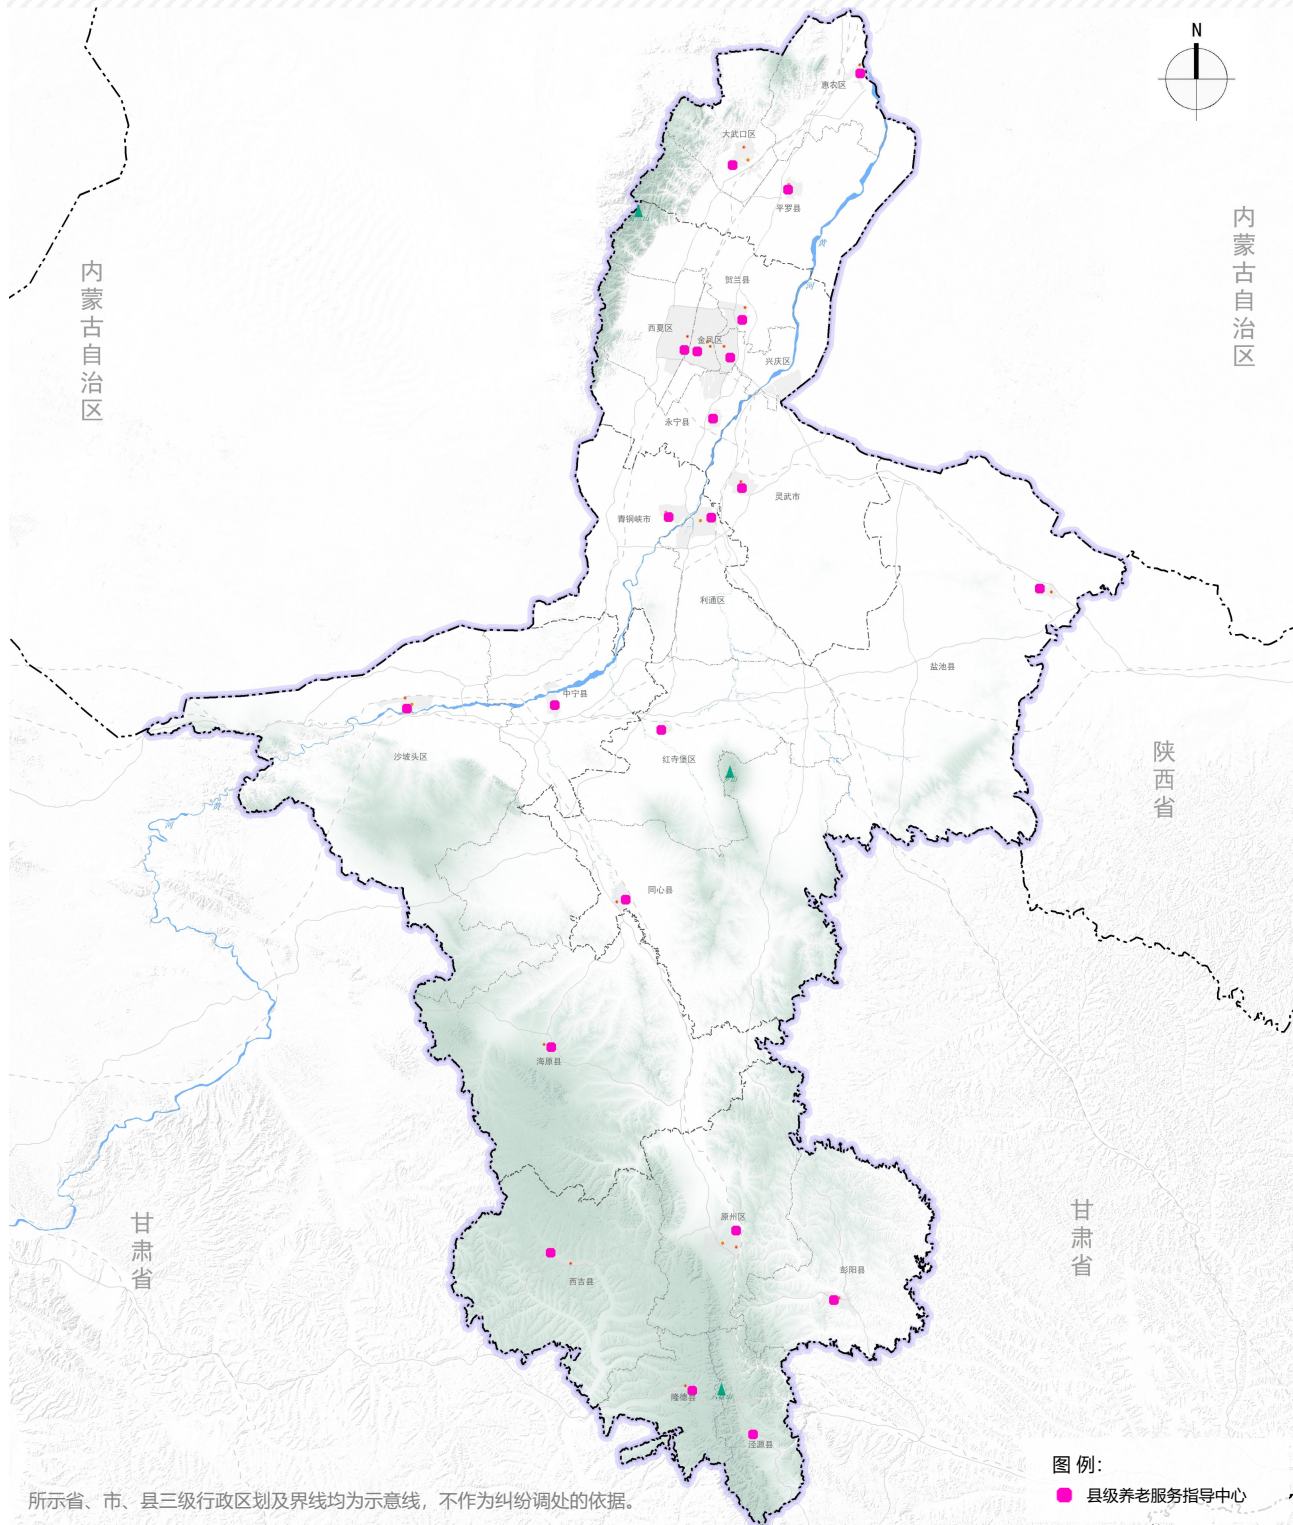 N
惠农区
大武口区
平罗县
内蒙古自治区
内蒙古自治区
黄
河
贺兰县
西夏区
金凤区
兴庆区
永宁县
灵武市
青铜峡市
利通区
盐池县
中宁县
沙坡头区
红寺堡区
陕西省
黄
河
同心县
海原县
原州区
甘肃省
甘肃省
彭阳县
西吉县
隆德县
泾源县
图例：
县级养老服务指导中心
所示省、市、县三级行政区划及界线均为示意线，不作为纠纷调处的依据。